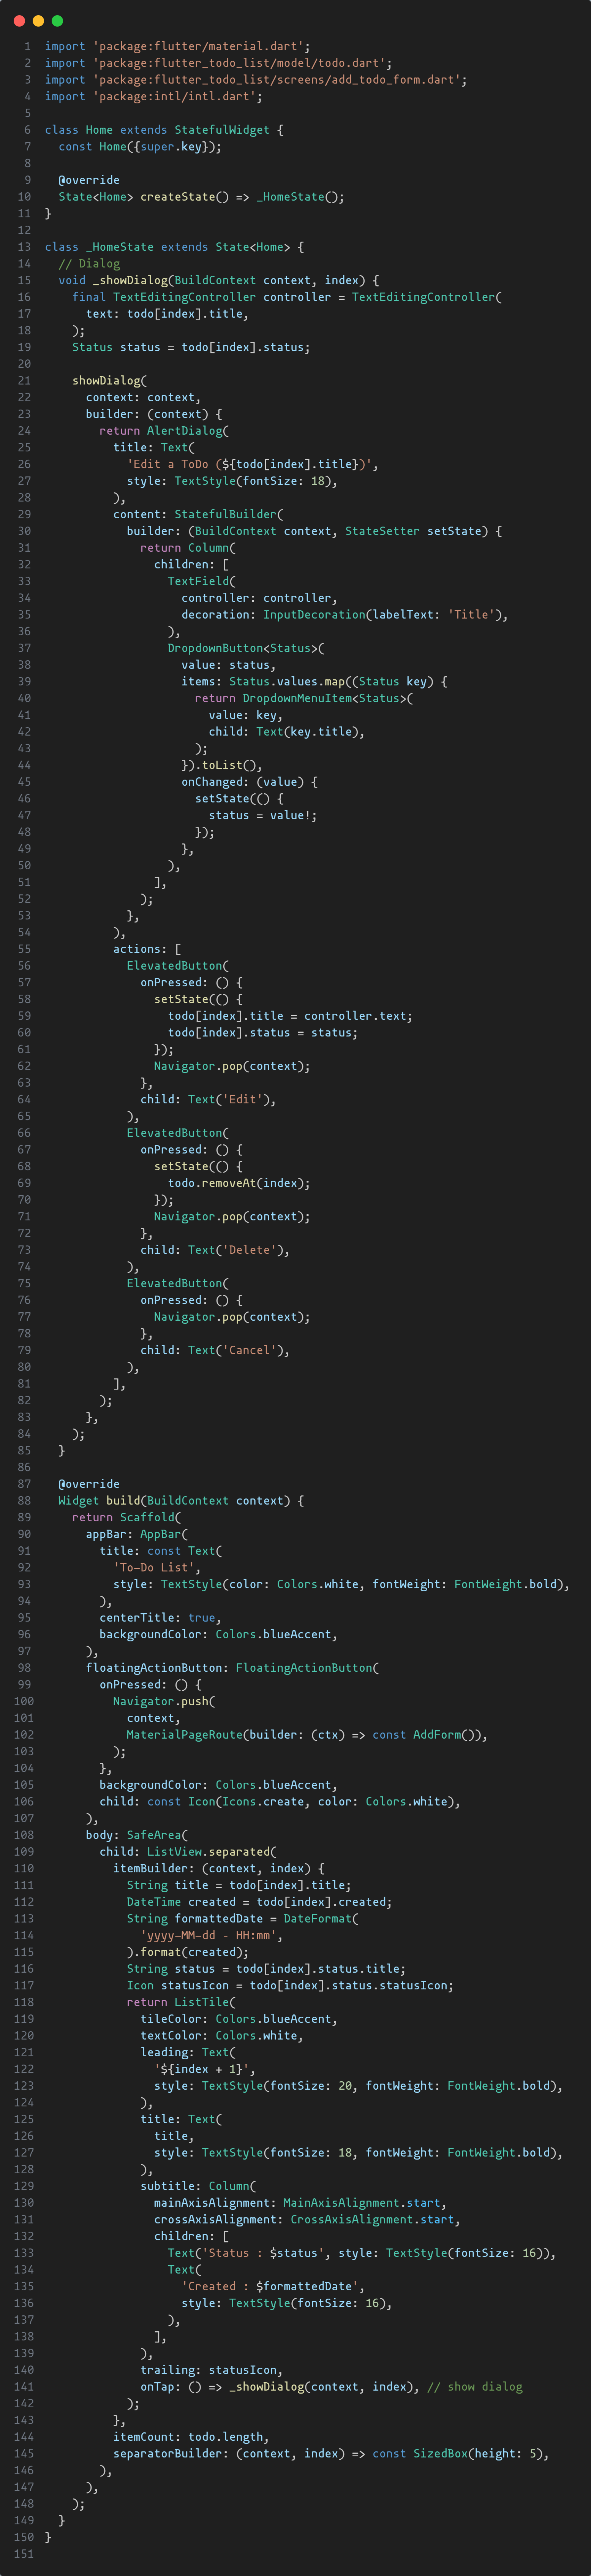 1 import 'package:flutter/material.dart';
2 import 'package:flutter_todo_list/model/todo.dart';
3 import 'package:flutter_todo_list/screens/add_todo_form.dart';
4 import 'package:intl/intl.dart';
5
6 class Home extends StatefulWidget {
7   const Home({super.key});
8
9   @override
10   State<Home> createState() => _HomeState();
11 }
12
13 class _HomeState extends State<Home> {
14   // Dialog
15   void _showDialog(BuildContext context, index) {
16     final TextEditingController controller = TextEditingController(
17       text: todo[index].title,
18     );
19     Status status = todo[index].status;
20
21     showDialog(
22       context: context,
23       builder: (context) {
24         return AlertDialog(
25           title: Text(
26             'Edit a ToDo (${todo[index].title})',
27             style: TextStyle(fontSize: 18),
28           ),
29           content: StatefulBuilder(
30             builder: (BuildContext context, StateSetter setState) {
31               return Column(
32                 children: [
33                   TextField(
34                     controller: controller,
35                     decoration: InputDecoration(labelText: 'Title'),
36                   ),
37                   DropdownButton<Status>(
38                     value: status,
39                     items: Status.values.map((Status key) {
40                       return DropdownMenuItem<Status>(
41                         value: key,
42                         child: Text(key.title),
43                       );
44                     }).toList(),
45                     onChanged: (value) {
46                       setState(() {
47                         status = value!;
48                       });
49                     },
50                   ),
51                 ],
52               );
53             },
54           ),
55           actions: [
56             ElevatedButton(
57               onPressed: () {
58                 setState(() {
59                   todo[index].title = controller.text;
60                   todo[index].status = status;
61                 });
62                 Navigator.pop(context);
63               },
64               child: Text('Edit'),
65             ),
66             ElevatedButton(
67               onPressed: () {
68                 setState(() {
69                   todo.removeAt(index);
70                 });
71                 Navigator.pop(context);
72               },
73               child: Text('Delete'),
74             ),
75             ElevatedButton(
76               onPressed: () {
77                 Navigator.pop(context);
78               },
79               child: Text('Cancel'),
80             ),
81           ],
82         );
83       },
84     );
85   }
86
87   @override
88   Widget build(BuildContext context) {
89     return Scaffold(
90       appBar: AppBar(
91         title: const Text(
92           'To-Do List',
93           style: TextStyle(color: Colors.white, fontWeight: FontWeight.bold),
94         ),
95         centerTitle: true,
96         backgroundColor: Colors.blueAccent,
97       ),
98       floatingActionButton: FloatingActionButton(
99         onPressed: () {
100           Navigator.push(
101             context,
102             MaterialPageRoute(builder: (ctx) => const AddForm()),
103           );
104         },
105         backgroundColor: Colors.blueAccent,
106         child: const Icon(Icons.create, color: Colors.white),
107       ),
108       body: SafeArea(
109         child: ListView.separated(
110           itemBuilder: (context, index) {
111             String title = todo[index].title;
112             DateTime created = todo[index].created;
113             String formattedDate = DateFormat(
114               'yyyy-MM-dd - HH:mm',
115             ).format(created);
116             String status = todo[index].status.title;
117             Icon statusIcon = todo[index].status.statusIcon;
118             return ListTile(
119               tileColor: Colors.blueAccent,
120               textColor: Colors.white,
121               leading: Text(
122                 '${index + 1}',
123                 style: TextStyle(fontSize: 20, fontWeight: FontWeight.bold),
124               ),
125               title: Text(
126                 title,
127                 style: TextStyle(fontSize: 18, fontWeight: FontWeight.bold),
128               ),
129               subtitle: Column(
130                 mainAxisAlignment: MainAxisAlignment.start,
131                 crossAxisAlignment: CrossAxisAlignment.start,
132                 children: [
133                   Text('Status : $status', style: TextStyle(fontSize: 16)),
134                   Text(
135                     'Created : $formattedDate',
136                     style: TextStyle(fontSize: 16),
137                   ),
138                 ],
139               ),
140               trailing: statusIcon,
141               onTap: () => _showDialog(context, index), // show dialog
142             );
143           },
144           itemCount: todo.length,
145           separatorBuilder: (context, index) => const SizedBox(height: 5),
146         ),
147       ),
148     );
149   }
150 }
151